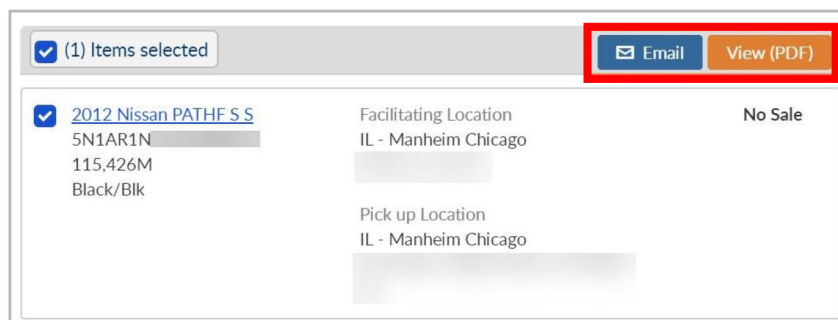 (1) Items selected
Email
View (PDF)
2012 Nissan PATHF S S
5N1AR1N
115,426M
Black/Blk
Facilitating Location
IL - Manheim Chicago
Pick up Location
IL - Manheim Chicago
No Sale